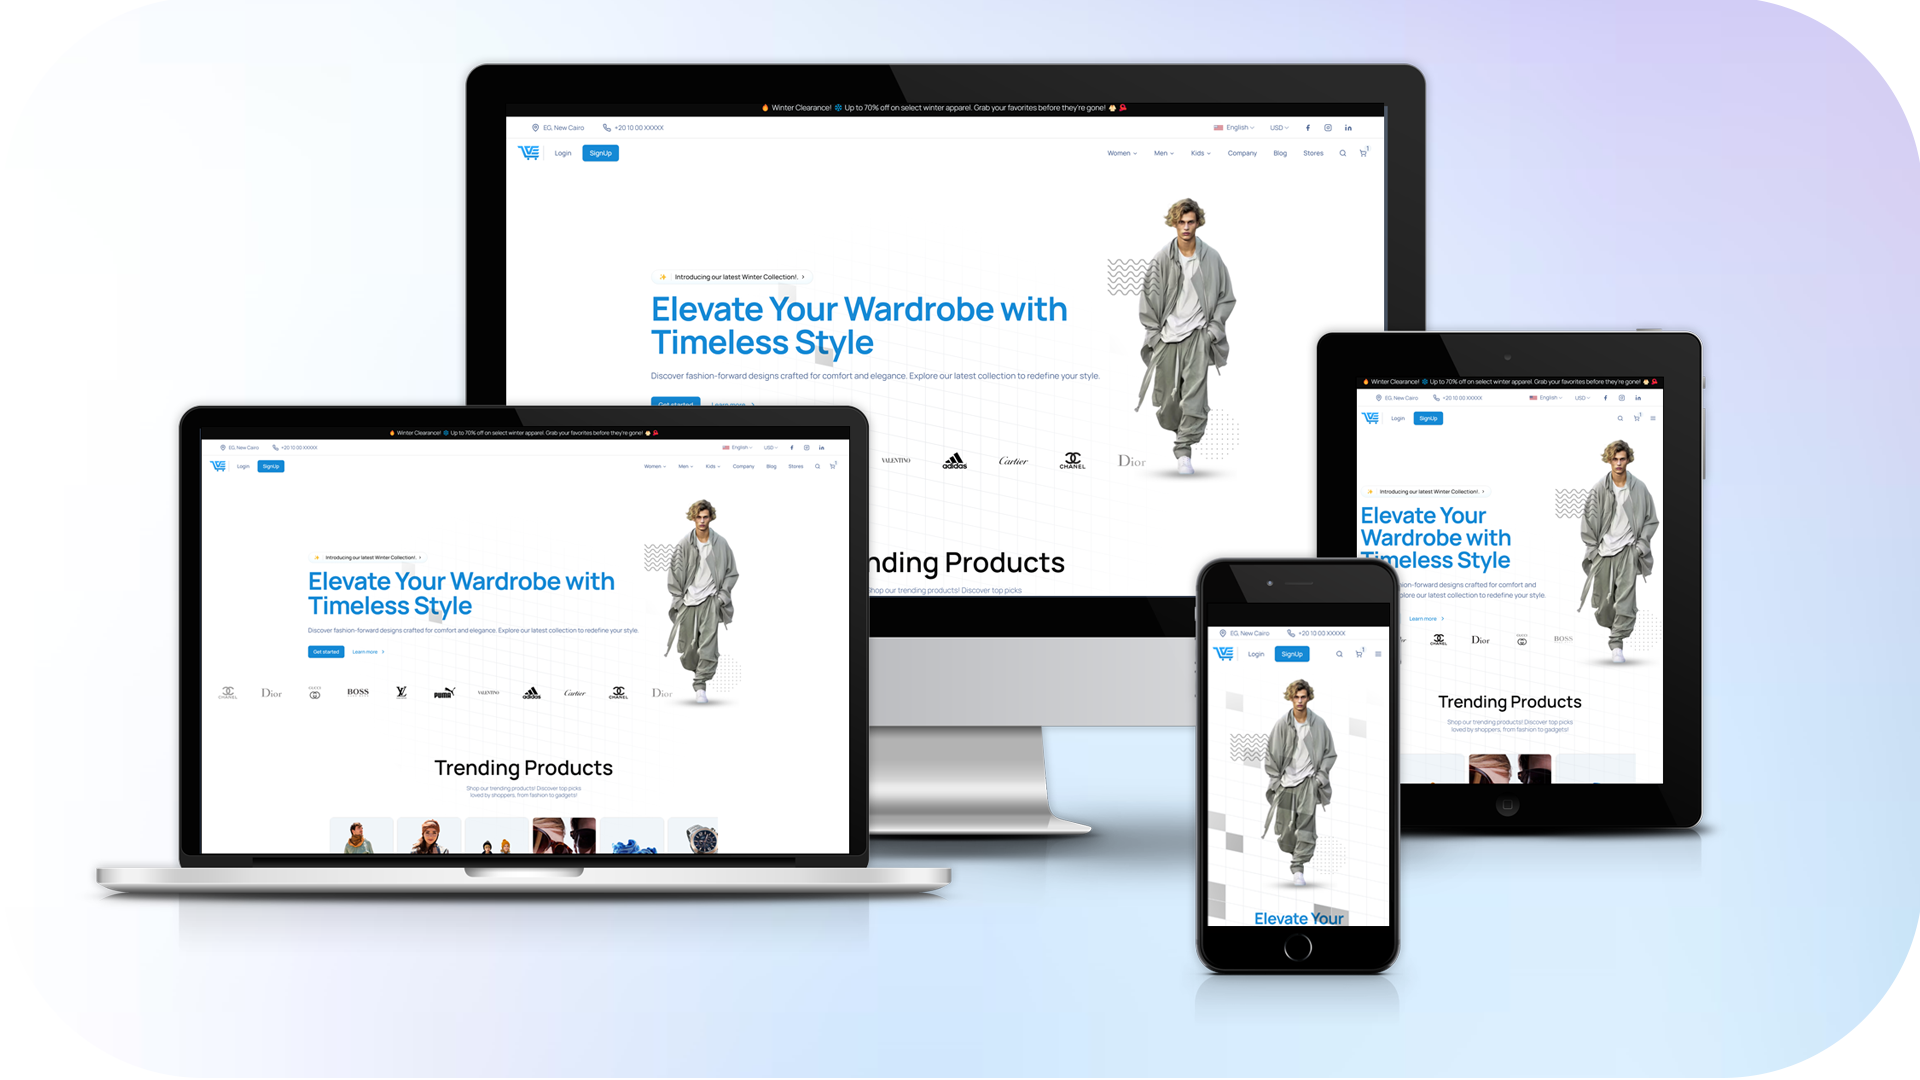 Winter Clearance! Up to 70% off on select winter apparel. Grab your favorites before they're gone!
EG, New Cairo +20 10 00 XXXXX English USD
Login SignUp Women Men Kids Company Blog Stores 1
Introducing our latest Winter Collection!.
Elevate Your Wardrobe with
Timeless Style
Discover fashion-forward designs crafted for comfort and elegance. Explore our latest collection to redefine your style.
Get started Learn more
VALENTINO adidas Cartier CHANEL Dior
nding Products
hop our trending products! Discover top picks
Winter Clearance! Up to 70% off on select winter apparel. Grab your favorites before they're gone!
EG, New Cairo +20 10 00 XXXXX English USD
Login SignUp Women Men Kids Company Blog Stores
Introducing our latest Winter Collection!.
Elevate Your Wardrobe with
Timeless Style
Discover fashion-forward designs crafted for comfort and elegance. Explore our latest collection to redefine your style.
Get started Learn more
CHANEL Dior GUCCI BOSS PUMA VALENTINO adidas Cartier CHANEL Dior
Trending Products
Shop our trending products! Discover top picks
loved by shoppers, from fashion to gadgets!
Winter Clearance! Up to 70% off on select winter apparel. Grab your favorites before they're gone!
EG, New Cairo +20 10 00 XXXXX English USD
Login SignUp
Introducing our latest Winter Collection!.
Elevate Your
Wardrobe with
Timeless Style
shion-forward designs crafted for comfort and
plore our latest collection to redefine your style.
Learn more
CHANEL Dior GUCCI BOSS
Trending Products
Shop our trending products! Discover top picks
loved by shoppers, from fashion to gadgets!
EG, New Cairo +20 10 00 XXXXX
Login SignUp
Elevate Your